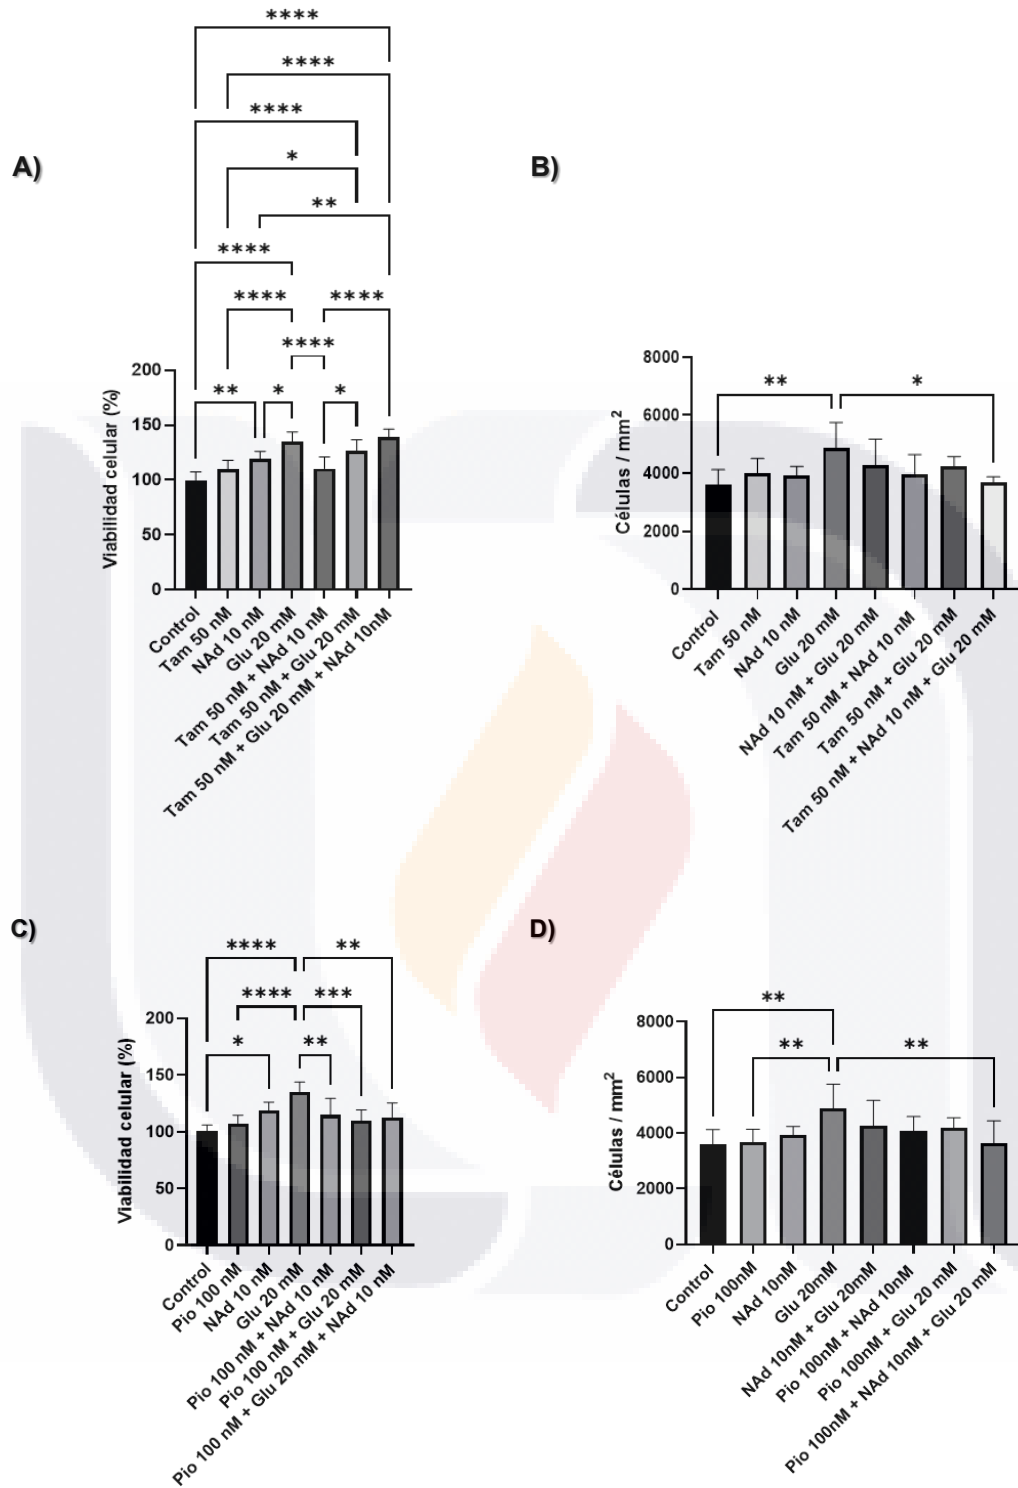 A)
****
****
****
*
**
****
****
****
****
**
*
*
Viabilidad celular (%)
200
150
100
50
0
Control
Tam 50 nM
NAd 10 nM
Glu 20 mM
Tam 50 nM + NAd 10 nM
Tam 50 nM + Glu 20 mM
Tam 50 nM + Glu 20 mM + NAd 10nM
B)
**
*
Células / mm2
8000
6000
4000
2000
0
Control
Tam 50 nM
NAd 10 nM
Glu 20 mM
NAd 10 nM + Glu 20 mM
Tam 50 nM + NAd 10 nM
Tam 50 nM + Glu 20 mM
Tam 50 nM + NAd 10 nM + Glu 20 mM
C)
****
**
****
***
*
**
Viabilidad celular (%)
200
150
100
50
0
Control
Pio 100 nM
NAd 10 nM
Glu 20 mM
Pio 100 nM + NAd 10 nM
Pio 100 nM + Glu 20 mM
Pio 100 nM + Glu 20 mM + NAd 10 nM
D)
**
**
**
Células / mm2
8000
6000
4000
2000
0
Control
Pio 100nM
NAd 10nM
Glu 20mM
NAd 10nM + Glu 20mM
Pio 100nM + NAd 10nM
Pio 100nM + Glu 20 mM
Pio 100nM + NAd 10nM + Glu 20 mM